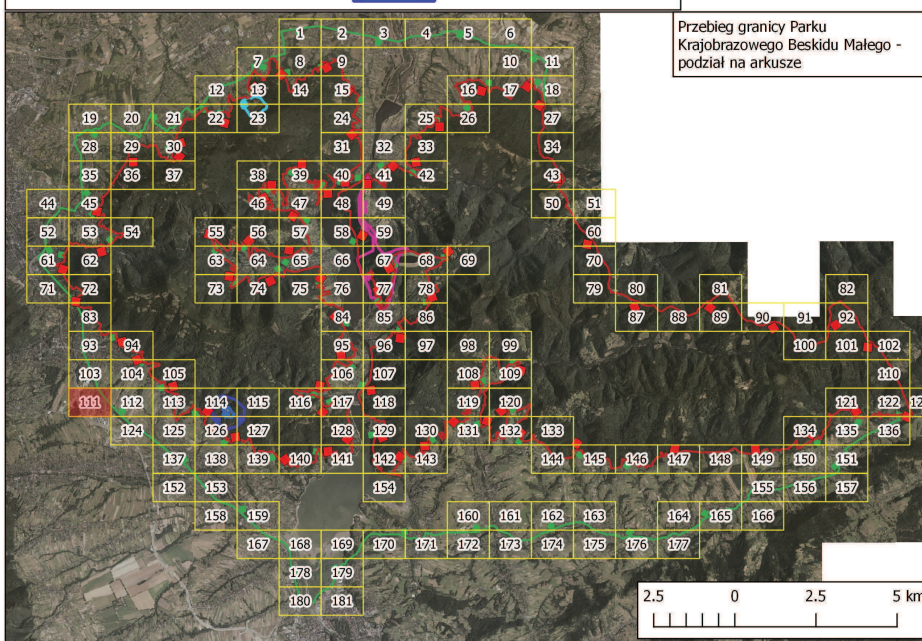 Przebieg granicy Parku
Krajobrazowego Beskidu Małego -
podział na arkusze
1 2 3 4 5 6
7 8 9 10 11
12 13 14 15 16 17 18
19 20 21 22 23 24 25 26 27
28 29 30 31 32 33 34
35 36 37 38 39 40 41 42 43
44 45 46 47 48 49 50 51
52 53 54 55 56 57 58 59 60
61 62 63 64 65 66 67 68 69 70
71 72 73 74 75 76 77 78 79 80 81 82
83 84 85 86 87 88 89 90 91 92
93 94 95 96 97 98 99 100 101 102
103 104 105 106 107 108 109 110
111 112 113 114 115 116 117 118 119 120 121 122
124 125 126 127 128 129 130 131 132 133 134 135 136
137 138 139 140 141 142 143 144 145 146 147 148 149 150 151
152 153 154 155 156 157
158 159 160 161 162 163 164 165 166
167 168 169 170 171 172 173 174 175 176 177
178 179
180 181
2.5 0 2.5 5 km